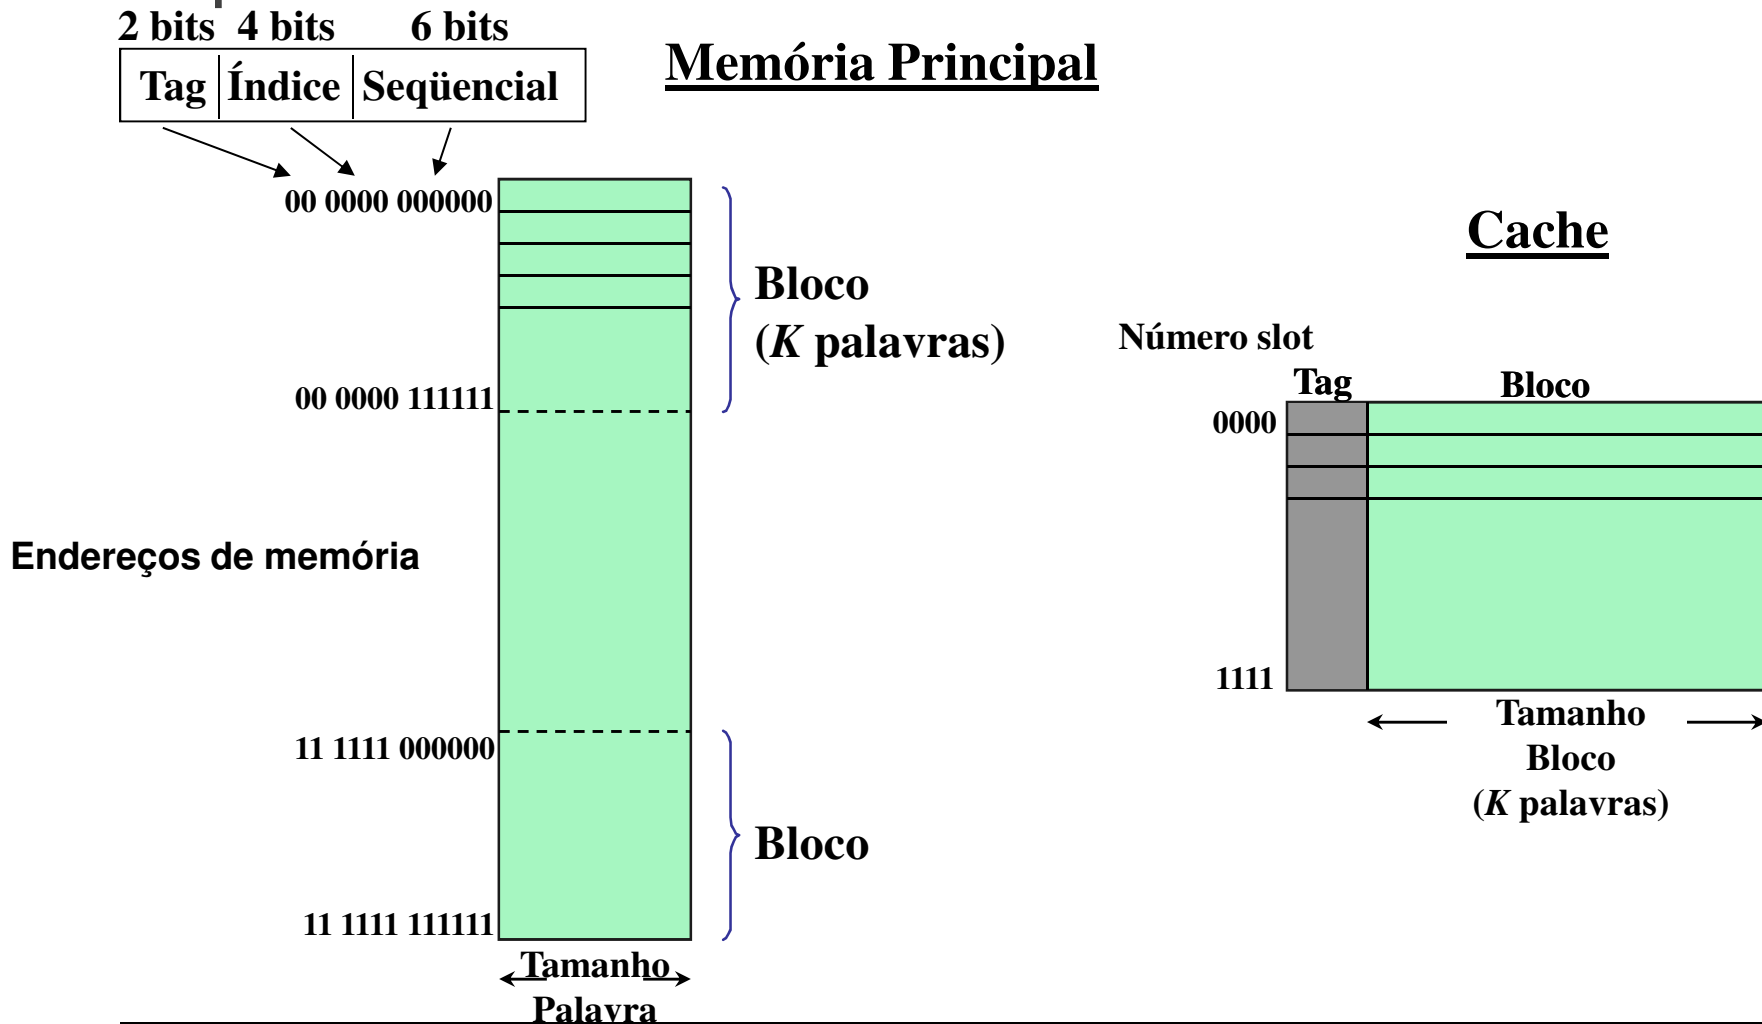 2 bits 4 bits 6 bits
Tag Índice Seqüencial
Memória Principal
00 0000 000000
Bloco
(K palavras)
00 0000 111111
Endereços de memória
11 1111 000000
Bloco
11 1111 111111
Tamanho
Palavra
Cache
Número slot
Tag Bloco
0000
1111
Tamanho
Bloco
(K palavras)